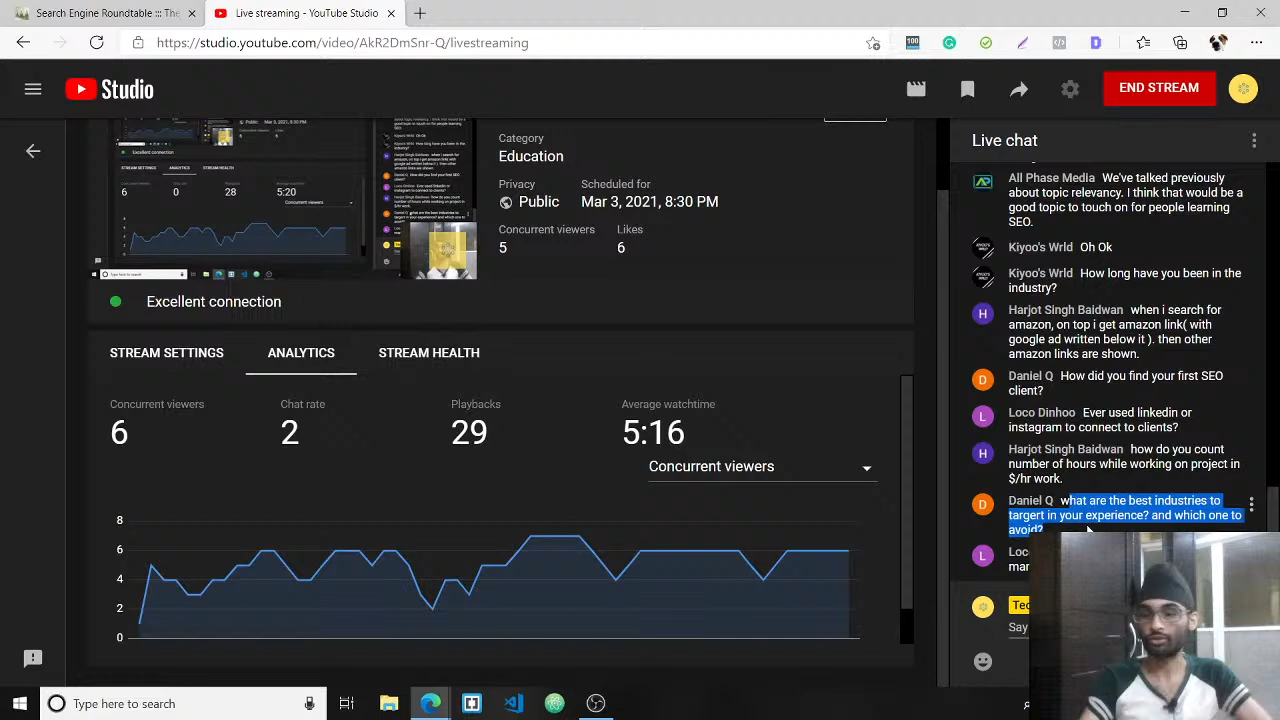 Search Engine Roundtable ::: The
Live streaming - YouTube Studio
https://studio.youtube.com/video/AkR2DmSnr-Q/livestreaming
100
Studio
END STREAM
Category
Education
Privacy
Public
Scheduled for
Mar 3, 2021, 8:30 PM
Concurrent viewers
5
Likes
6
Excellent connection
STREAM SETTINGS
ANALYTICS
STREAM HEALTH
Concurrent viewers
6
Chat rate
2
Playbacks
29
Average watchtime
5:16
Concurrent viewers
8
6
4
2
0
Live chat
All Phase Media We've talked previously
about topic relevance, I think that would be a
good topic to touch on for people learning
SEO.
Kiyoo's Wrld Oh Ok
Kiyoo's Wrld How long have you been in the
industry?
Harjot Singh Baidwan when i search for
amazon, on top i get amazon link( with
google ad written below it ). then other
amazon links are shown.
Daniel Q How did you find your first SEO
client?
Loco Dinhoo Ever used linkedin or
instagram to connect to clients?
Harjot Singh Baidwan how do you count
number of hours while working on project in
$/hr work.
Daniel Q what are the best industries to
targert in your experience? and which one to
avoid?
Loc
mar
Tec
Say
Type here to search